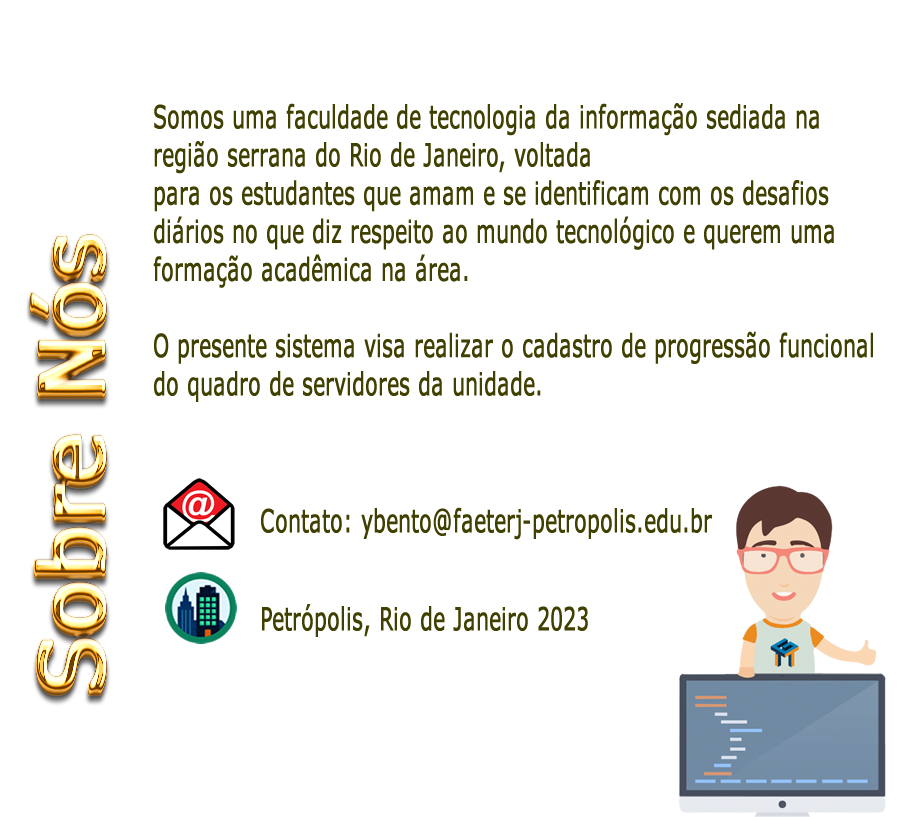 Sobre Nós
Somos uma faculdade de tecnologia da informação sediada na
região serrana do Rio de Janeiro, voltada
para os estudantes que amam e se identificam com os desafios
diários no que diz respeito ao mundo tecnológico e querem uma
formação acadêmica na área.
O presente sistema visa realizar o cadastro de progressão funcional
do quadro de servidores da unidade.
@
Contato: ybento@faeterj-petropolis.edu.br
Petrópolis, Rio de Janeiro 2023